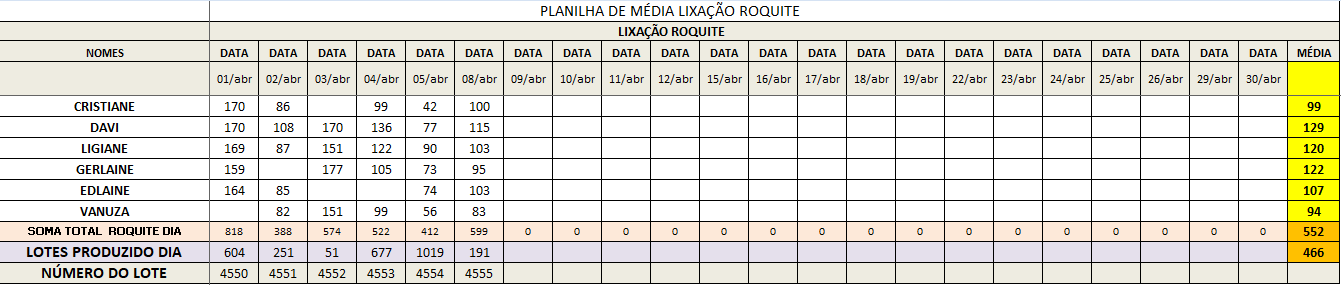 PLANILHA DE MÉDIA LIXAÇÃO ROQUITE
LIXAÇÃO ROQUITE
NOMES DATA DATA DATA DATA DATA DATA DATA DATA DATA DATA DATA DATA DATA DATA DATA DATA DATA DATA DATA DATA DATA DATA MÉDIA
01/abr 02/abr 03/abr 04/abr 05/abr 08/abr 09/abr 10/abr 11/abr 12/abr 15/abr 16/abr 17/abr 18/abr 19/abr 22/abr 23/abr 24/abr 25/abr 26/abr 29/abr 30/abr
CRISTIANE 170 86 99 42 100 99
DAVI 170 108 170 136 77 115 129
LIGIANE 169 87 151 122 90 103 120
GERLAINE 159 177 105 73 95 122
EDLAINE 164 85 74 103 107
VANUZA 82 151 99 56 83 94
SOMA TOTAL ROQUITE DIA 818 388 574 522 412 599 0 0 0 0 0 0 0 0 0 0 0 0 0 0 0 0 552
LOTES PRODUZIDO DIA 604 251 51 677 1019 191 466
NÚMERO DO LOTE 4550 4551 4552 4553 4554 4555